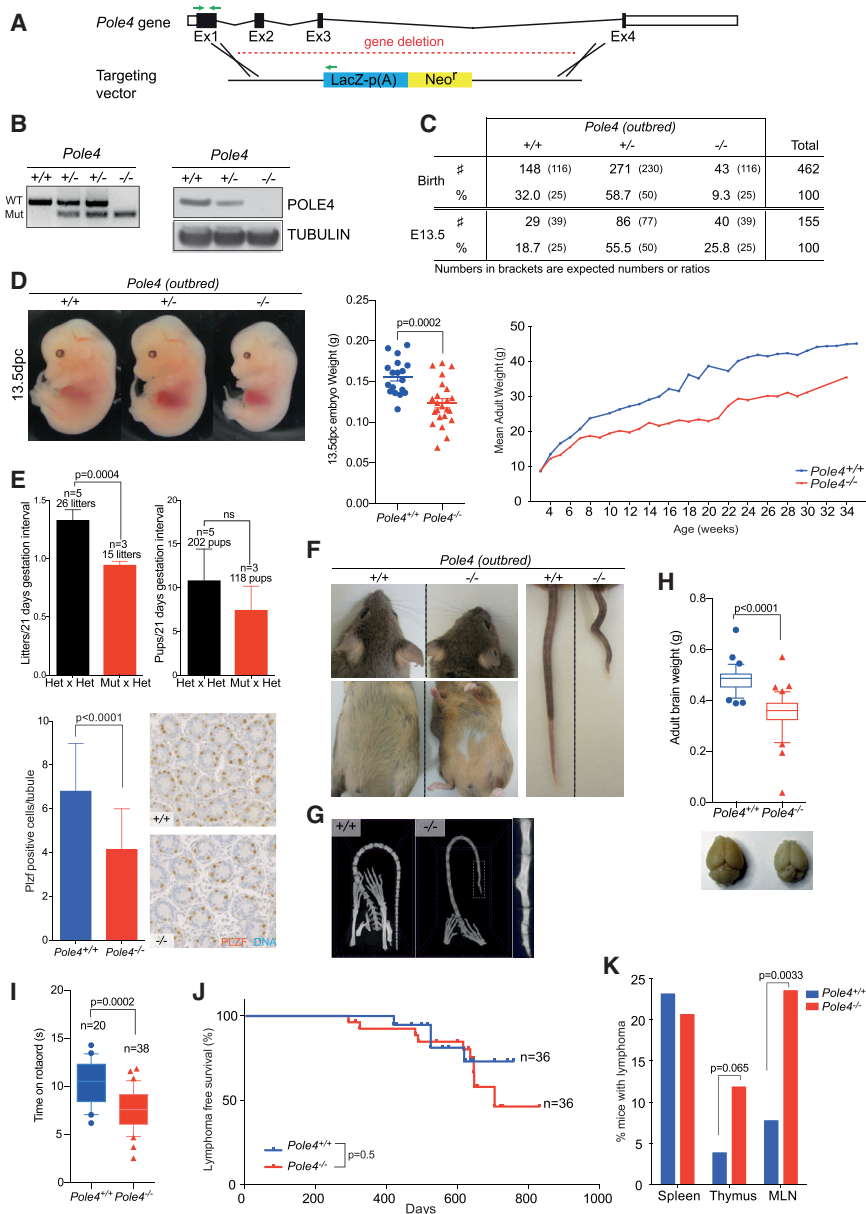 A
Pole4 gene
Ex1 Ex2 Ex3 Ex4
gene deletion
Targeting vector
LacZ-p(A) Neoʳ
B
Pole4
+/+ +/- +/- -/-
WT
Mut
Pole4
+/+ +/- -/-
POLE4
TUBULIN
C
Pole4 (outbred)
+/+ +/- -/- Total
Birth ♯ 148 (116) 271 (230) 43 (116) 462
% 32.0 (25) 58.7 (50) 9.3 (25) 100
E13.5 ♯ 29 (39) 86 (77) 40 (39) 155
% 18.7 (25) 55.5 (50) 25.8 (25) 100
Numbers in brackets are expected numbers or ratios
D
Pole4 (outbred)
+/+ +/- -/-
13.5dpc
13.5dpc embryo Weight (g)
0.25
0.20
0.15
0.10
0.05
0.00
p=0.0002
Pole4+/+ Pole4-/-
Mean Adult Weight (g)
50
40
30
20
10
0
4 6 8 10 12 14 16 18 20 22 24 26 28 30 32 34
Age (weeks)
Pole4+/+
Pole4-/-
E
Litters/21 days gestation interval
1.5
1.0
0.5
0.0
p=0.0004
n=5
26 litters
n=3
15 litters
Het x Het Mut x Het
Pups/21 days gestation interval
20
15
10
5
0
ns
n=5
202 pups
n=3
118 pups
Het x Het Mut x Het
Plzf positive cells/tubule
10
8
6
4
2
0
p<0.0001
Pole4+/+ Pole4-/-
+/+
-/-
PLZF DNA
F
Pole4 (outbred)
+/+ -/- +/+ -/-
G
+/+ -/-
H
Adult brain weight (g)
0.8
0.6
0.4
0.2
0.0
p<0.0001
Pole4+/+ Pole4-/-
I
Time on rotaord (s)
20
15
10
5
0
p=0.0002
n=20
n=38
Pole4+/+ Pole4-/-
J
Lymphoma free survival (%)
100
50
0
n=36
n=36
Pole4+/+
Pole4-/-
p=0.5
0 200 400 600 800 1000
Days
K
% mice with lymphoma
25
20
15
10
5
0
p=0.065
p=0.0033
Pole4+/+
Pole4-/-
Spleen Thymus MLN